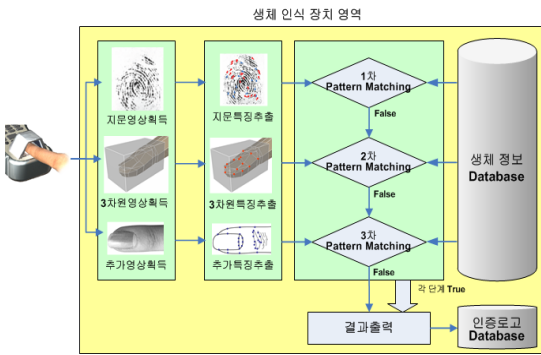 생체 인식 장치 영역
지문영상획득
지문특징추출
1차
Pattern Matching
False
3차원영상획득
3차원특징추출
2차
Pattern Matching
False
생체 정보
Database
추가영상획득
추가특징추출
3차
Pattern Matching
False
각 단계 True
결과출력
인증로고
Database